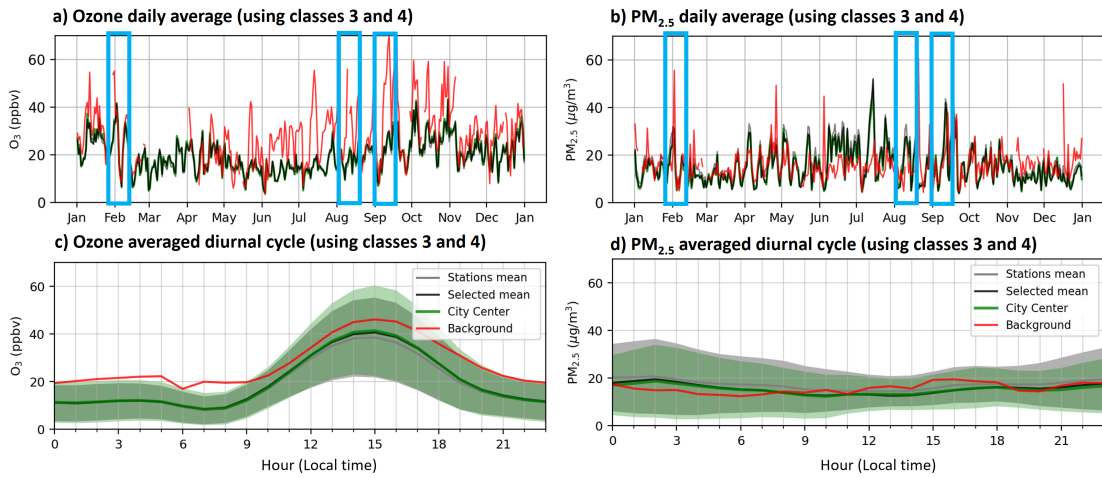 a) Ozone daily average (using classes 3 and 4)
60
40
20
0
O3 (ppbv)
Jan Feb Mar Apr May Jun Jul Aug Sep Oct Nov Dec Jan
b) PM2.5 daily average (using classes 3 and 4)
60
40
20
0
PM2.5 (μg/m3)
Jan Feb Mar Apr May Jun Jul Aug Sep Oct Nov Dec Jan
c) Ozone averaged diurnal cycle (using classes 3 and 4)
60
40
20
0
O3 (ppbv)
Stations mean
Selected mean
City Center
Background
0 3 6 9 12 15 18 21
Hour (Local time)
d) PM2.5 averaged diurnal cycle (using classes 3 and 4)
60
40
20
0
PM2.5 (μg/m3)
Stations mean
Selected mean
City Center
Background
0 3 6 9 12 15 18 21
Hour (Local time)